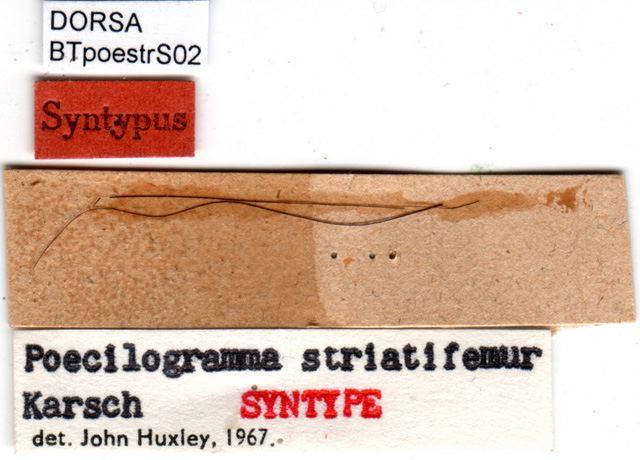 DORSA
BTpoestrS02
Syntypus
Poecilogramma striatifemur
Karsch SYNTYPE
det. John Huxley, 1967.